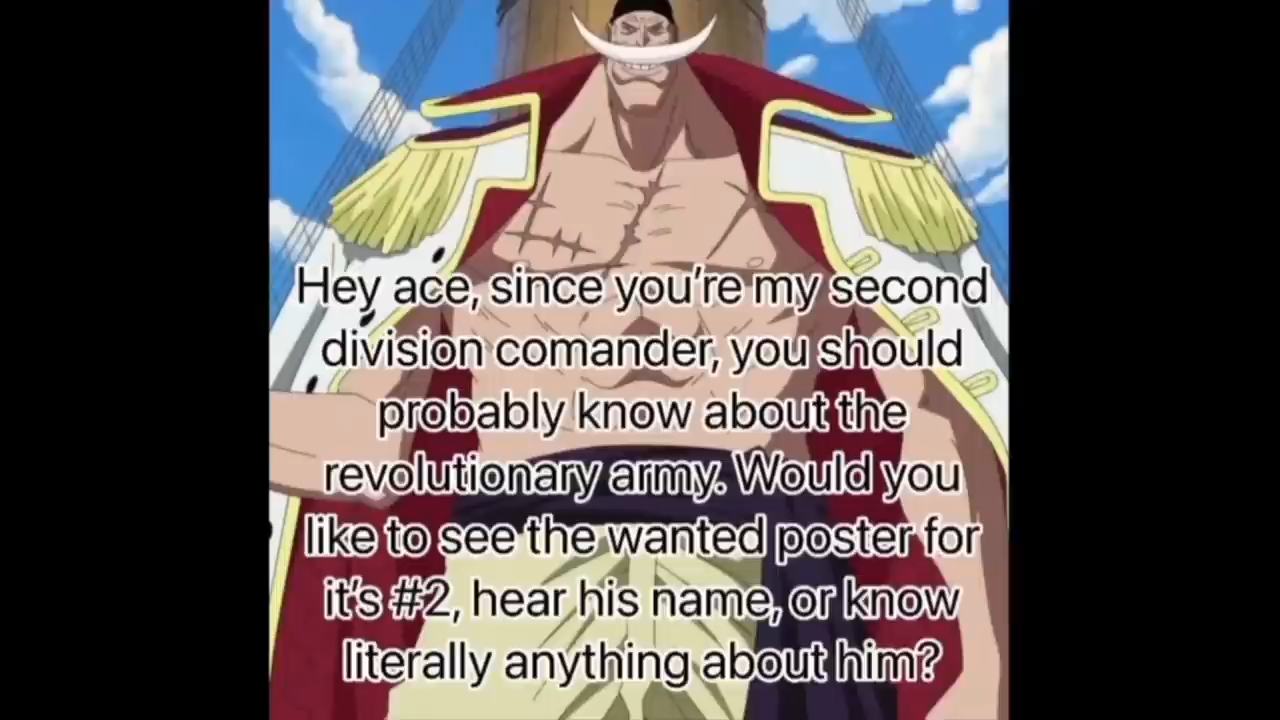 Hey ace, since you’re my second
division comander, you should
probably know about the
revolutionary army. Would you
like to see the wanted poster for
it’s #2, hear his name, or know
literally anything about him?